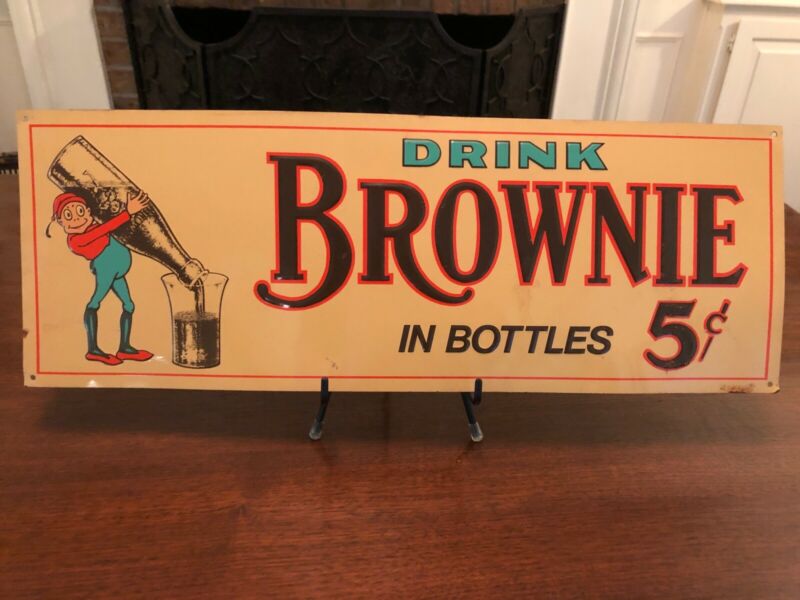 DRINK
BROWNIE
IN BOTTLES 5¢